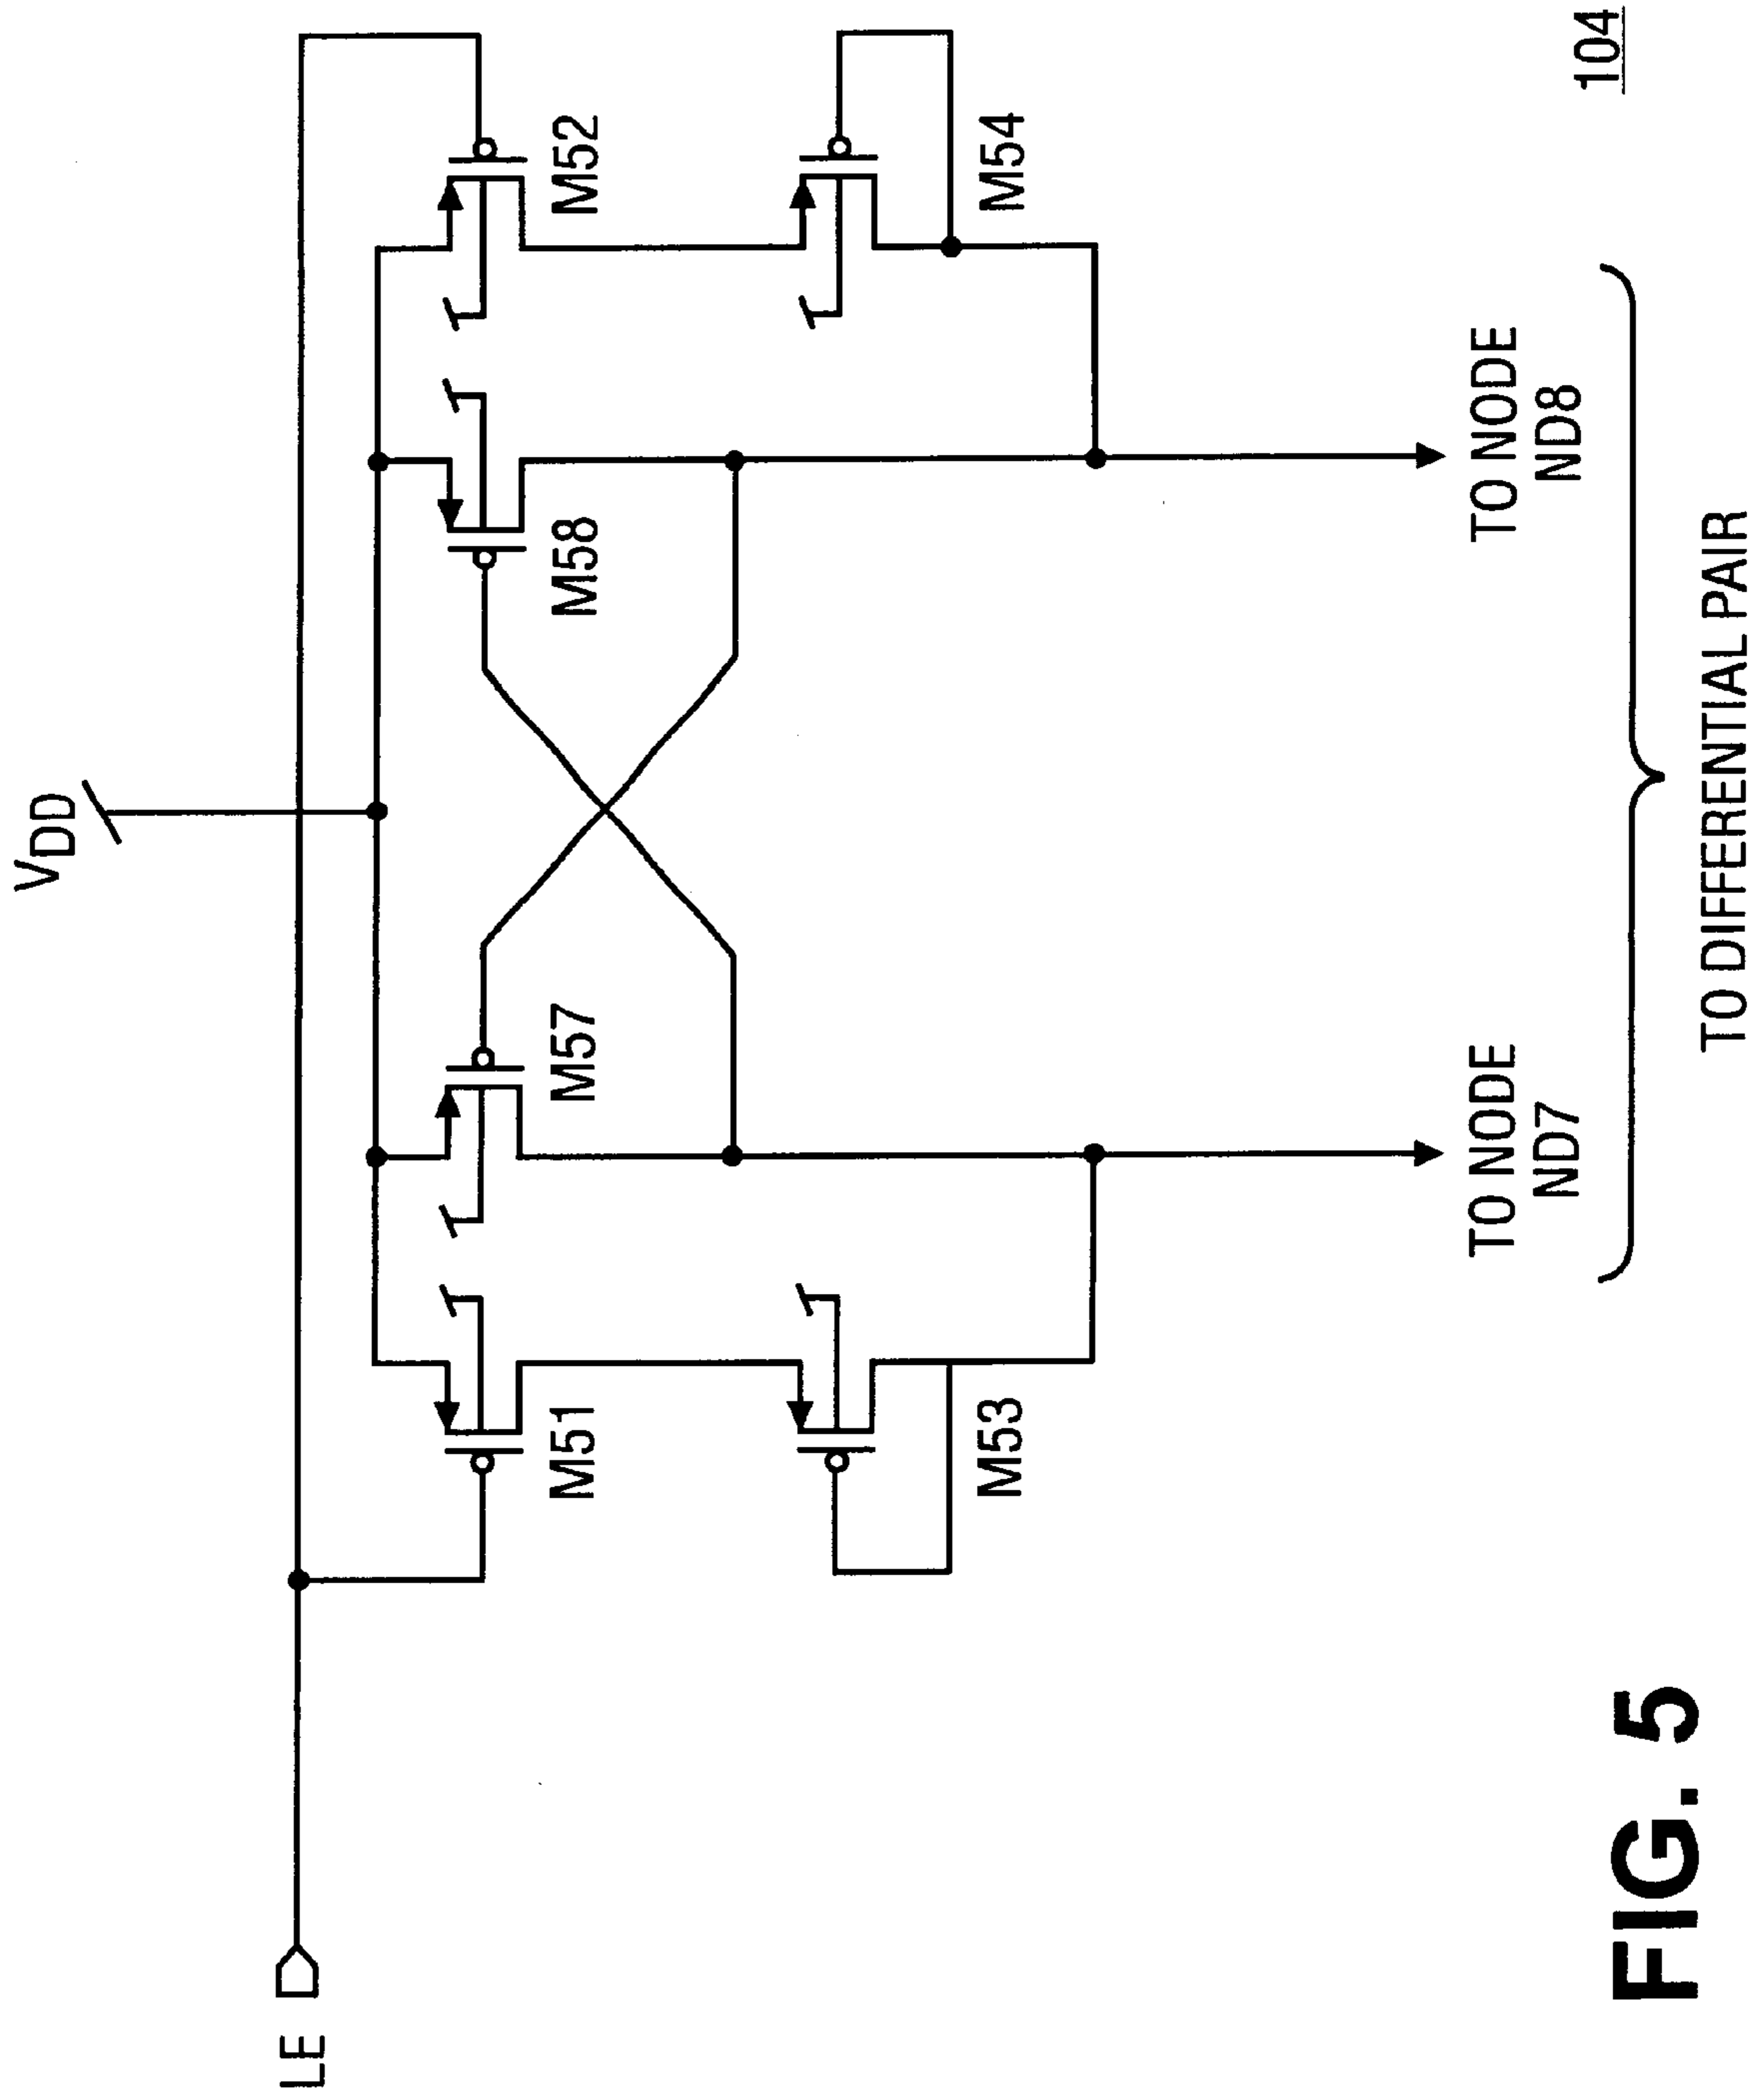 VDD
LE
M51
M57
M58
M52
M53
M54
TO NODE
ND7
TO NODE
ND8
TO DIFFERENTIAL PAIR
104
FIG. 5